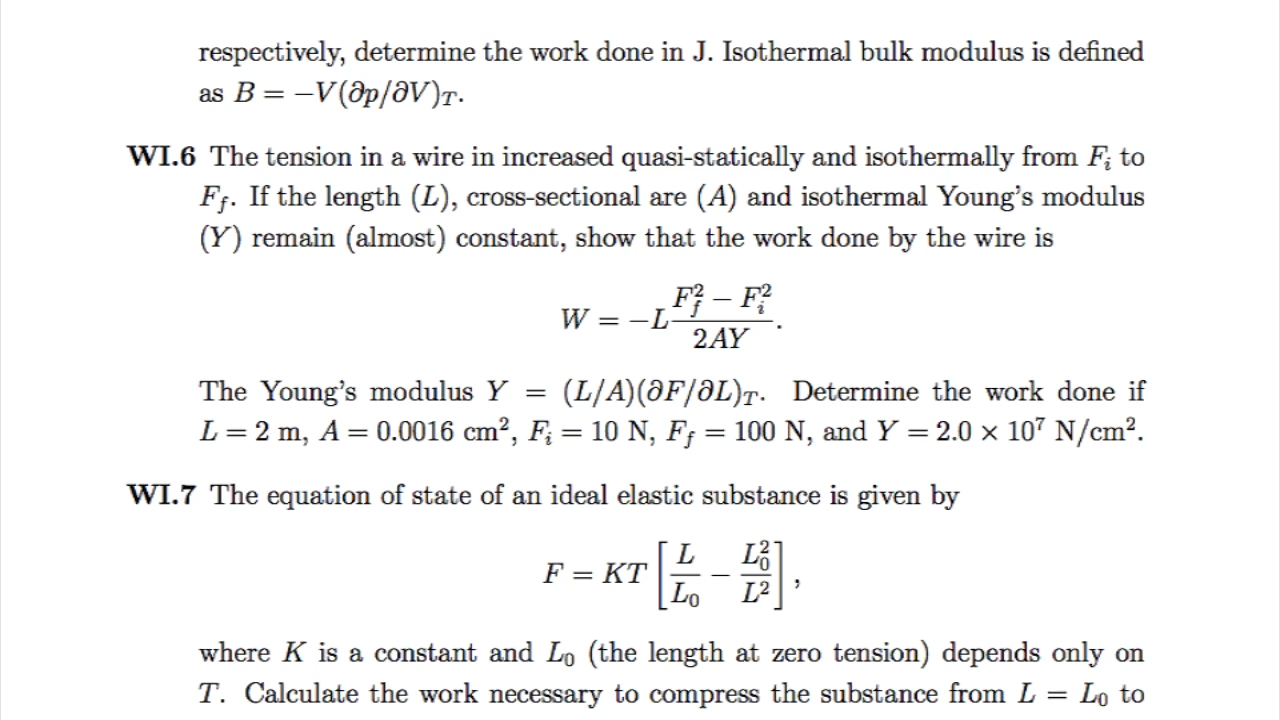 respectively, determine the work done in J. Isothermal bulk modulus is defined
as B = −V(∂p/∂V)_T.
WI.6 The tension in a wire in increased quasi-statically and isothermally from F_i to
F_f. If the length (L), cross-sectional are (A) and isothermal Young's modulus
(Y) remain (almost) constant, show that the work done by the wire is
W = −L (F_f^2 − F_i^2) / 2AY.
The Young's modulus Y = (L/A)(∂F/∂L)_T. Determine the work done if
L = 2 m, A = 0.0016 cm², F_i = 10 N, F_f = 100 N, and Y = 2.0 × 10⁷ N/cm².
WI.7 The equation of state of an ideal elastic substance is given by
F = KT [L/L_0 − L_0^2/L^2],
where K is a constant and L_0 (the length at zero tension) depends only on
T. Calculate the work necessary to compress the substance from L = L_0 to